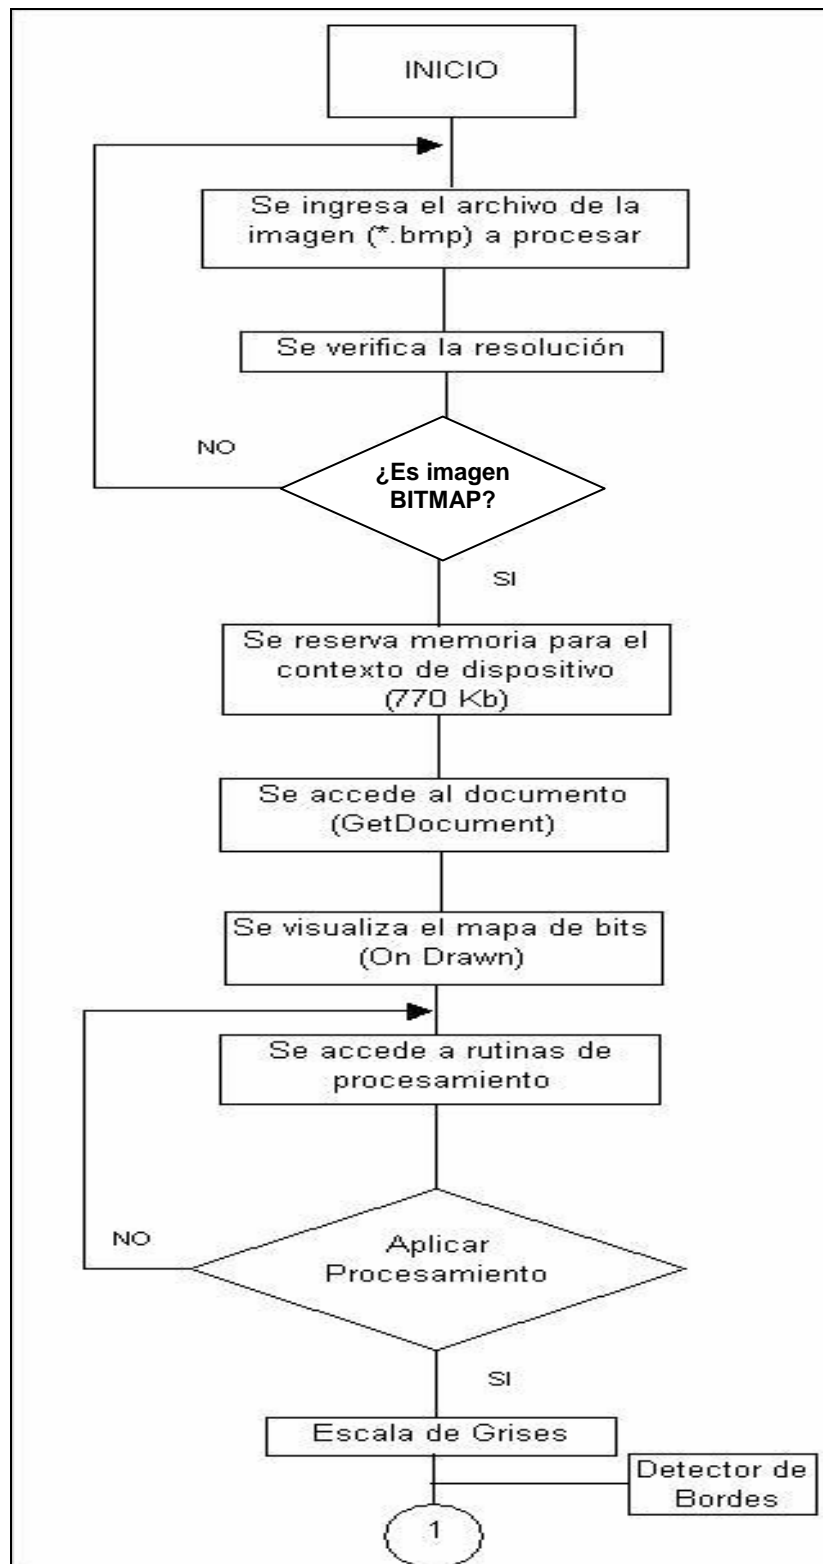 INICIO
Se ingresa el archivo de la
imagen (*.bmp) a procesar
Se verifica la resolución
NO
¿Es imagen
BITMAP?
SI
Se reserva memoria para el
contexto de dispositivo
(770 Kb)
Se accede al documento
(GetDocument)
Se visualiza el mapa de bits
(On Drawn)
Se accede a rutinas de
procesamiento
NO
Aplicar
Procesamiento
SI
Escala de Grises
Detector de
Bordes
1